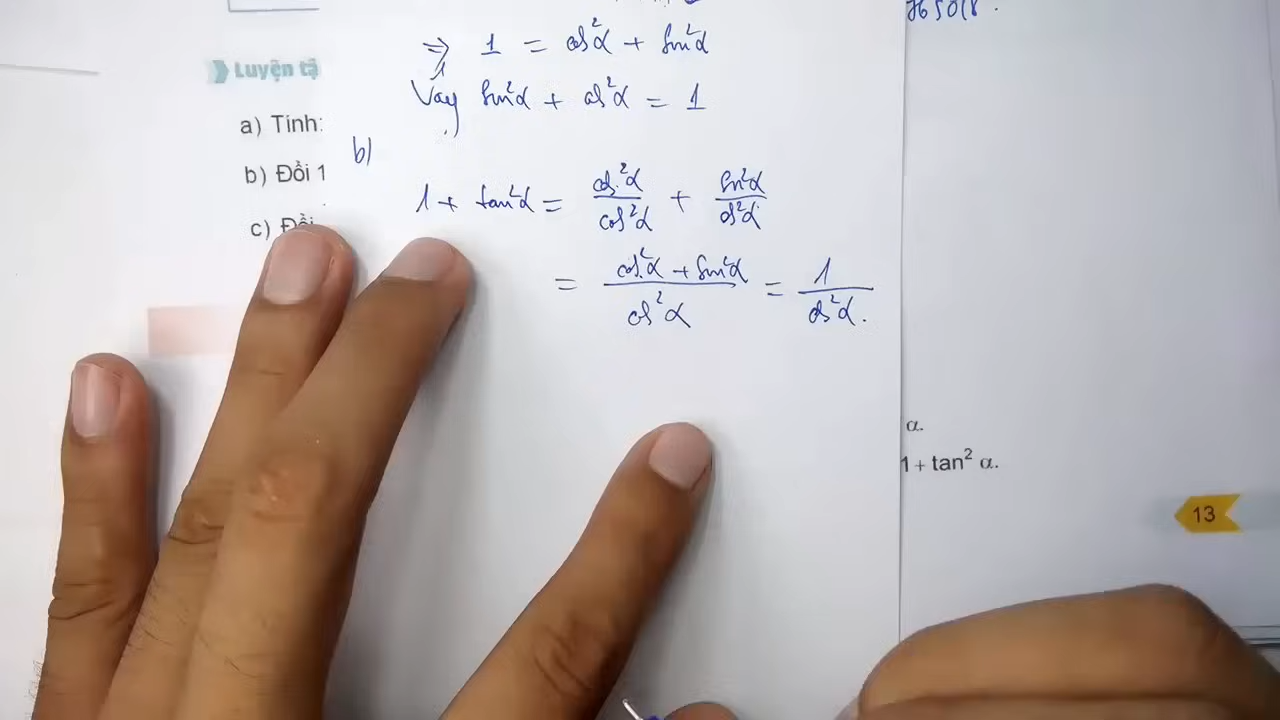 ⇒ 1 = cos²α + sin²α
Vậy sin²α + cos²α = 1
Luyện tậ
a) Tính:
b) Đổi 1
c) Đổi
b)
1 + tan²α = cos²α/cos²α + sin²α/cos²α
= (cos²α + sin²α)/cos²α = 1/cos²α.
α.
1 + tan² α.
13